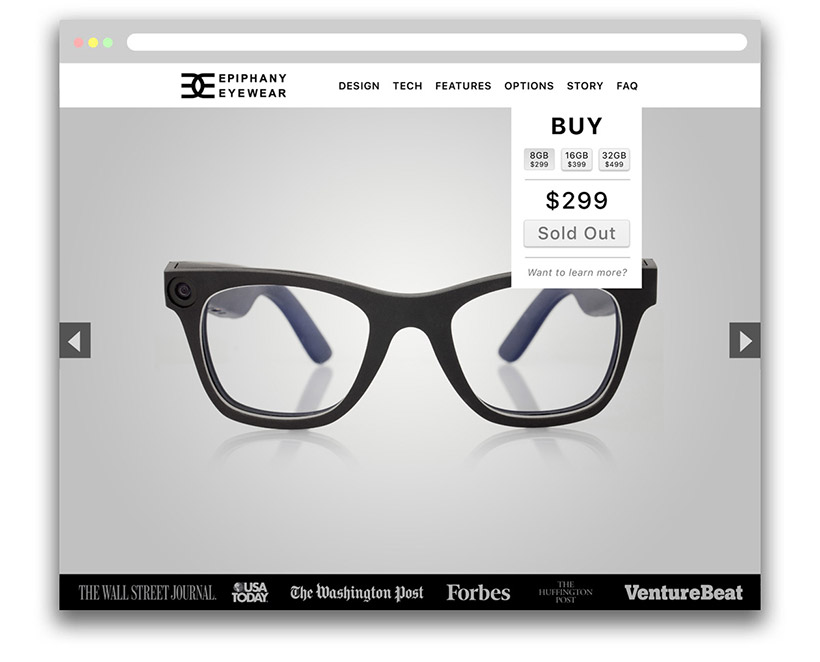 EPIPHANY
EYEWEAR
DESIGN TECH FEATURES OPTIONS STORY FAQ
BUY
8GB 16GB 32GB
$299 $399 $499
$299
Sold Out
Want to learn more?
THE WALL STREET JOURNAL.
USA
TODAY
The Washington Post
Forbes
THE
HUFFINGTON
POST
VentureBeat